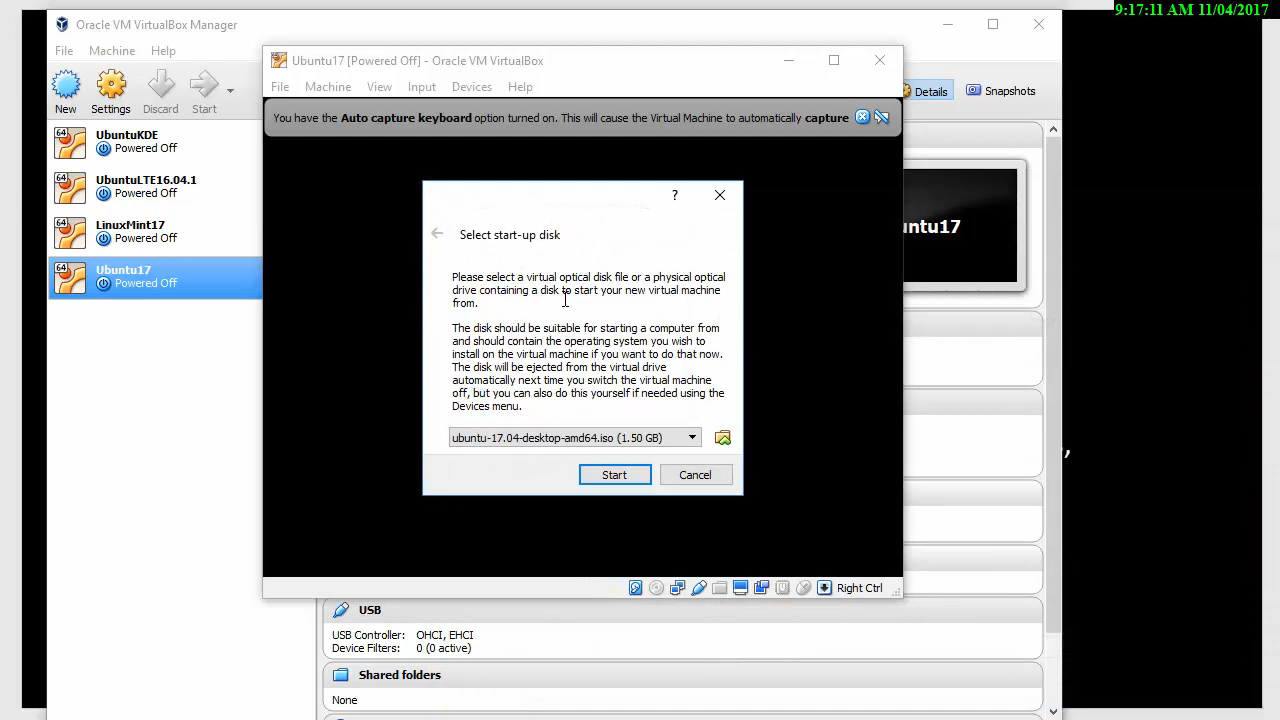 9:17:11 AM 11/04/2017
Oracle VM VirtualBox Manager
File Machine Help
New Settings Discard Start
Details Snapshots
64 UbuntuKDE
Powered Off
64 UbuntuLTE16.04.1
Powered Off
64 LinuxMint17
Powered Off
64 Ubuntu17
Powered Off
Ubuntu17 [Powered Off] - Oracle VM VirtualBox
File Machine View Input Devices Help
You have the Auto capture keyboard option turned on. This will cause the Virtual Machine to automatically capture
?
Select start-up disk
Please select a virtual optical disk file or a physical optical
drive containing a disk to start your new virtual machine
from.
The disk should be suitable for starting a computer from
and should contain the operating system you wish to
install on the virtual machine if you want to do that now.
The disk will be ejected from the virtual drive
automatically next time you switch the virtual machine
off, but you can also do this yourself if needed using the
Devices menu.
ubuntu-17.04-desktop-amd64.iso (1.50 GB)
Start Cancel
Right Ctrl
untu17
,
USB
USB Controller: OHCI, EHCI
Device Filters: 0 (0 active)
Shared folders
None